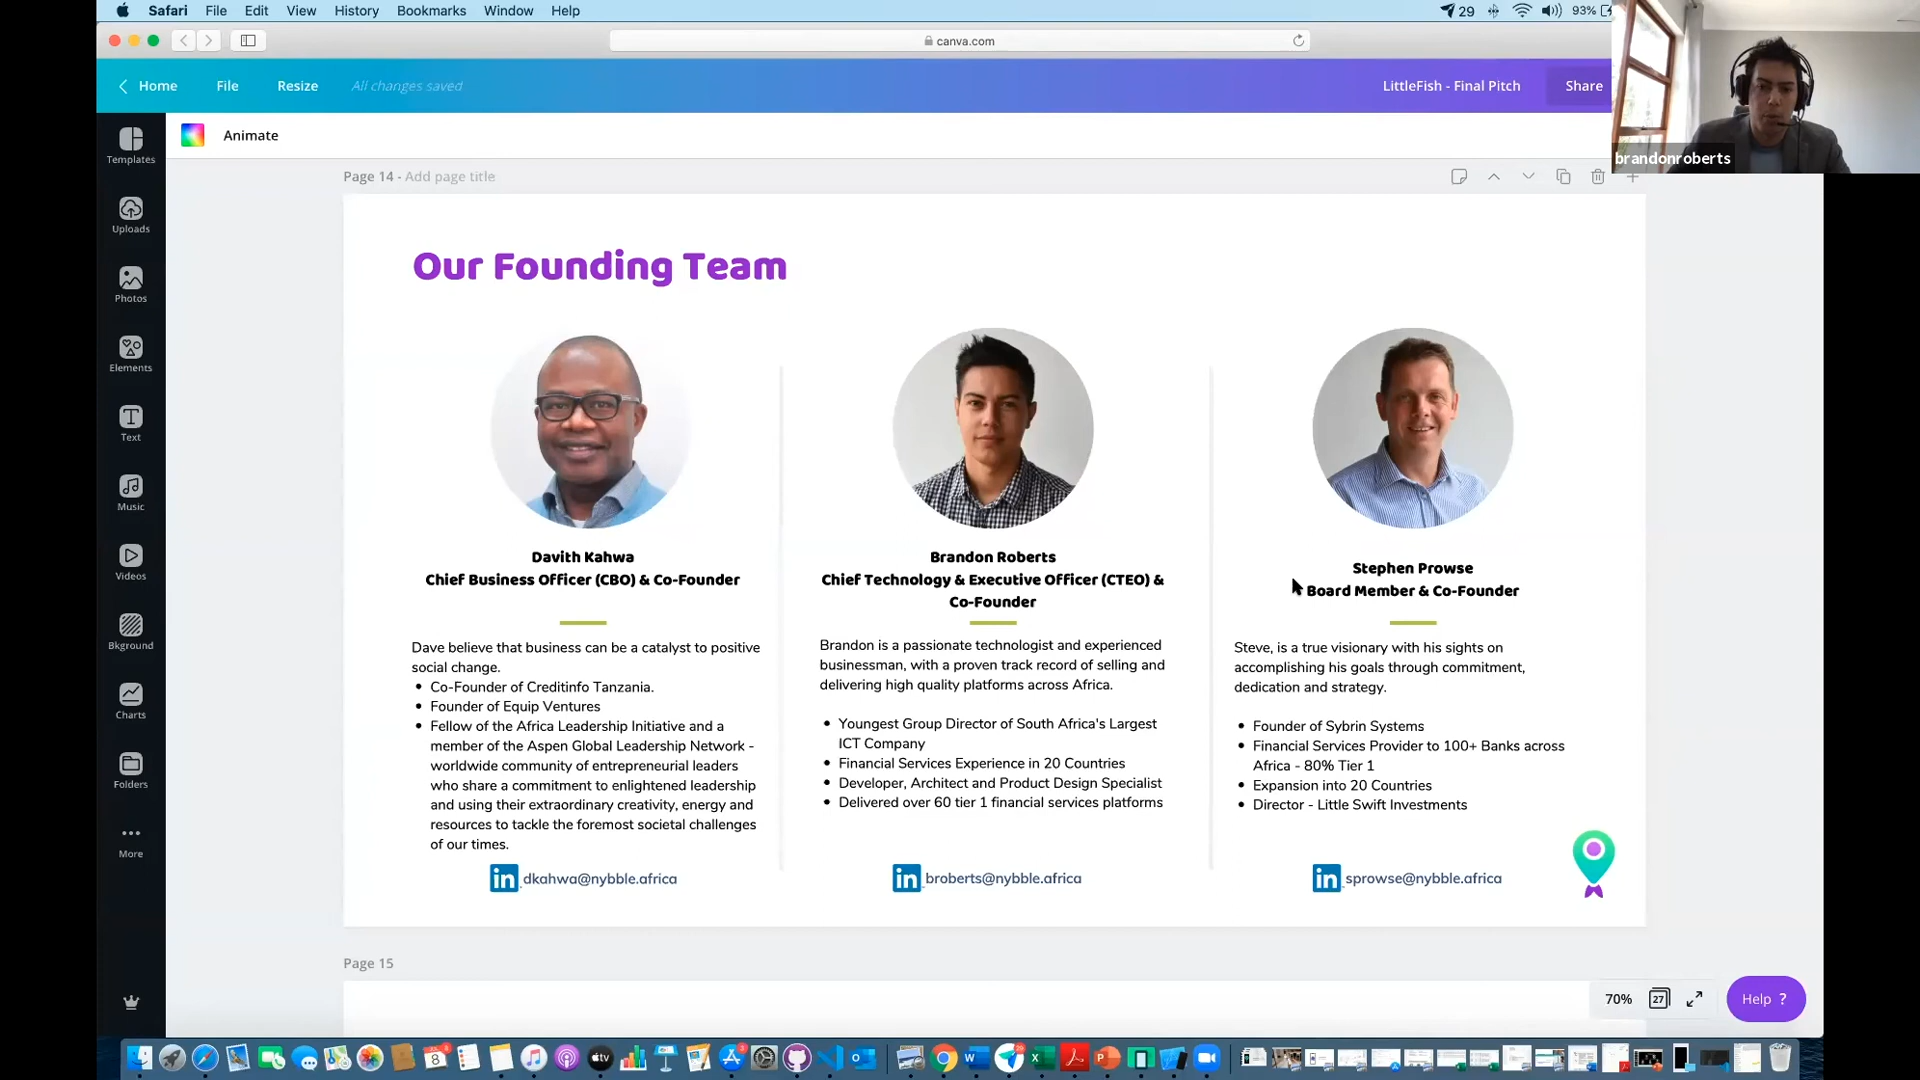 Safari File Edit View History Bookmarks Window Help
29 93%
canva.com
Home File Resize All changes saved LittleFish - Final Pitch Share
brandonroberts
Animate
Templates
Uploads
Photos
Elements
Text
Music
Videos
Bkground
Charts
Folders
More
Page 14 - Add page title
Our Founding Team
Davith Kahwa
Chief Business Officer (CBO) & Co-Founder
Dave believe that business can be a catalyst to positive
social change.
• Co-Founder of Creditinfo Tanzania.
• Founder of Equip Ventures
• Fellow of the Africa Leadership Initiative and a
member of the Aspen Global Leadership Network -
worldwide community of entrepreneurial leaders
who share a commitment to enlightened leadership
and using their extraordinary creativity, energy and
resources to tackle the foremost societal challenges
of our times.
in dkahwa@nybble.africa
Brandon Roberts
Chief Technology & Executive Officer (CTEO) &
Co-Founder
Brandon is a passionate technologist and experienced
businessman, with a proven track record of selling and
delivering high quality platforms across Africa.
• Youngest Group Director of South Africa's Largest
ICT Company
• Financial Services Experience in 20 Countries
• Developer, Architect and Product Design Specialist
• Delivered over 60 tier 1 financial services platforms
in broberts@nybble.africa
Stephen Prowse
Board Member & Co-Founder
Steve, is a true visionary with his sights on
accomplishing his goals through commitment,
dedication and strategy.
• Founder of Sybrin Systems
• Financial Services Provider to 100+ Banks across
Africa - 80% Tier 1
• Expansion into 20 Countries
• Director - Little Swift Investments
in sprowse@nybble.africa
Page 15
70% 27 Help ?
8 tv W X P